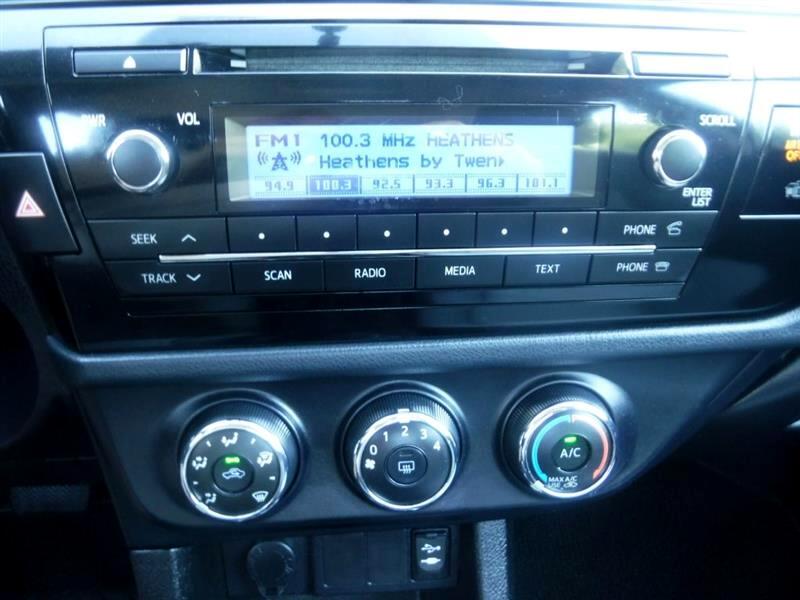 PWR
VOL
SCROLL
FM1 100.3 MHz HEATHENS
Heathens by Twen
94.9 100.3 92.5 93.3 96.3 101.1
ENTER
LIST
SEEK
PHONE
TRACK
SCAN
RADIO
MEDIA
TEXT
PHONE
0 1 2 3 4
A/C
MAX A/C
USE